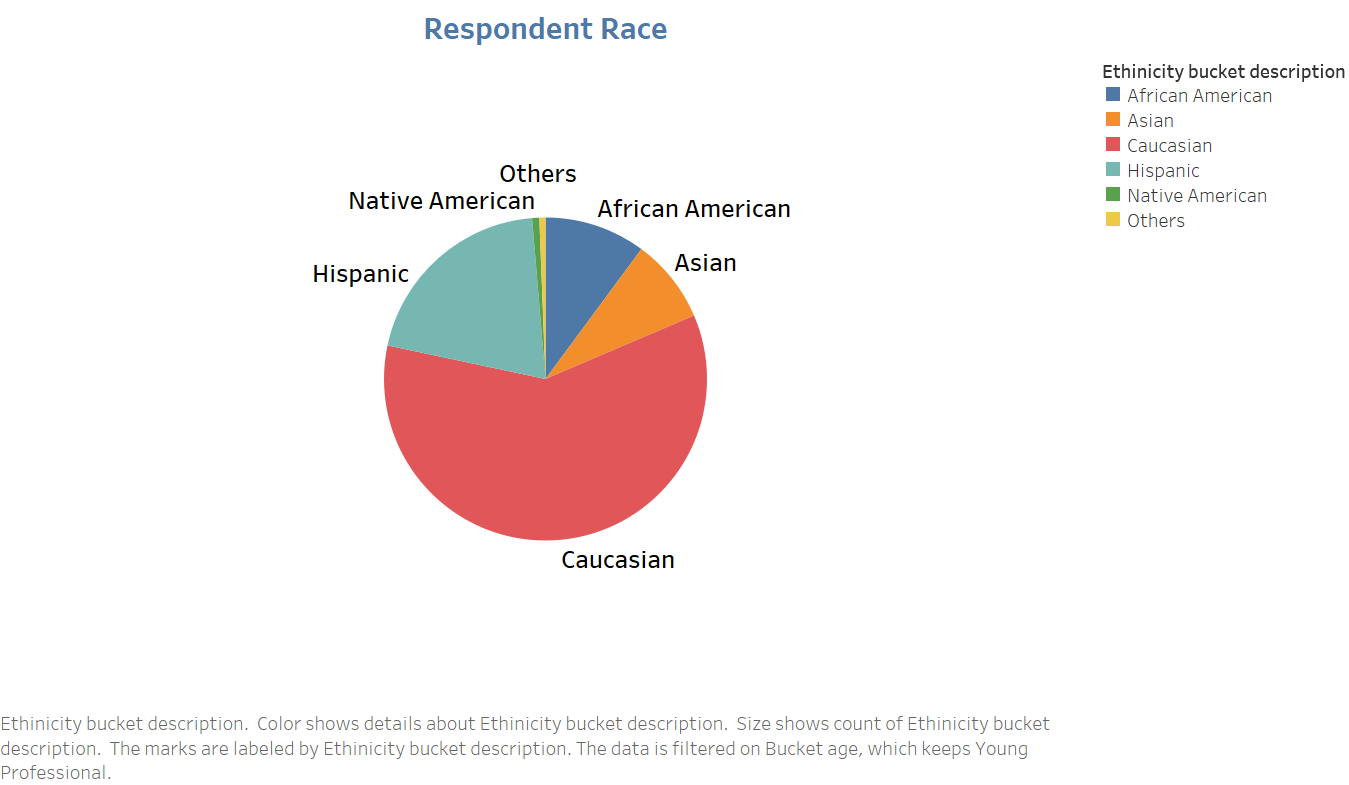 Respondent Race
Ethinicity bucket description
African American
Asian
Caucasian
Hispanic
Native American
Others
Others
Native American
African American
Asian
Hispanic
Caucasian
Ethinicity bucket description.  Color shows details about Ethinicity bucket description.  Size shows count of Ethinicity bucket
description.  The marks are labeled by Ethinicity bucket description. The data is filtered on Bucket age, which keeps Young
Professional.